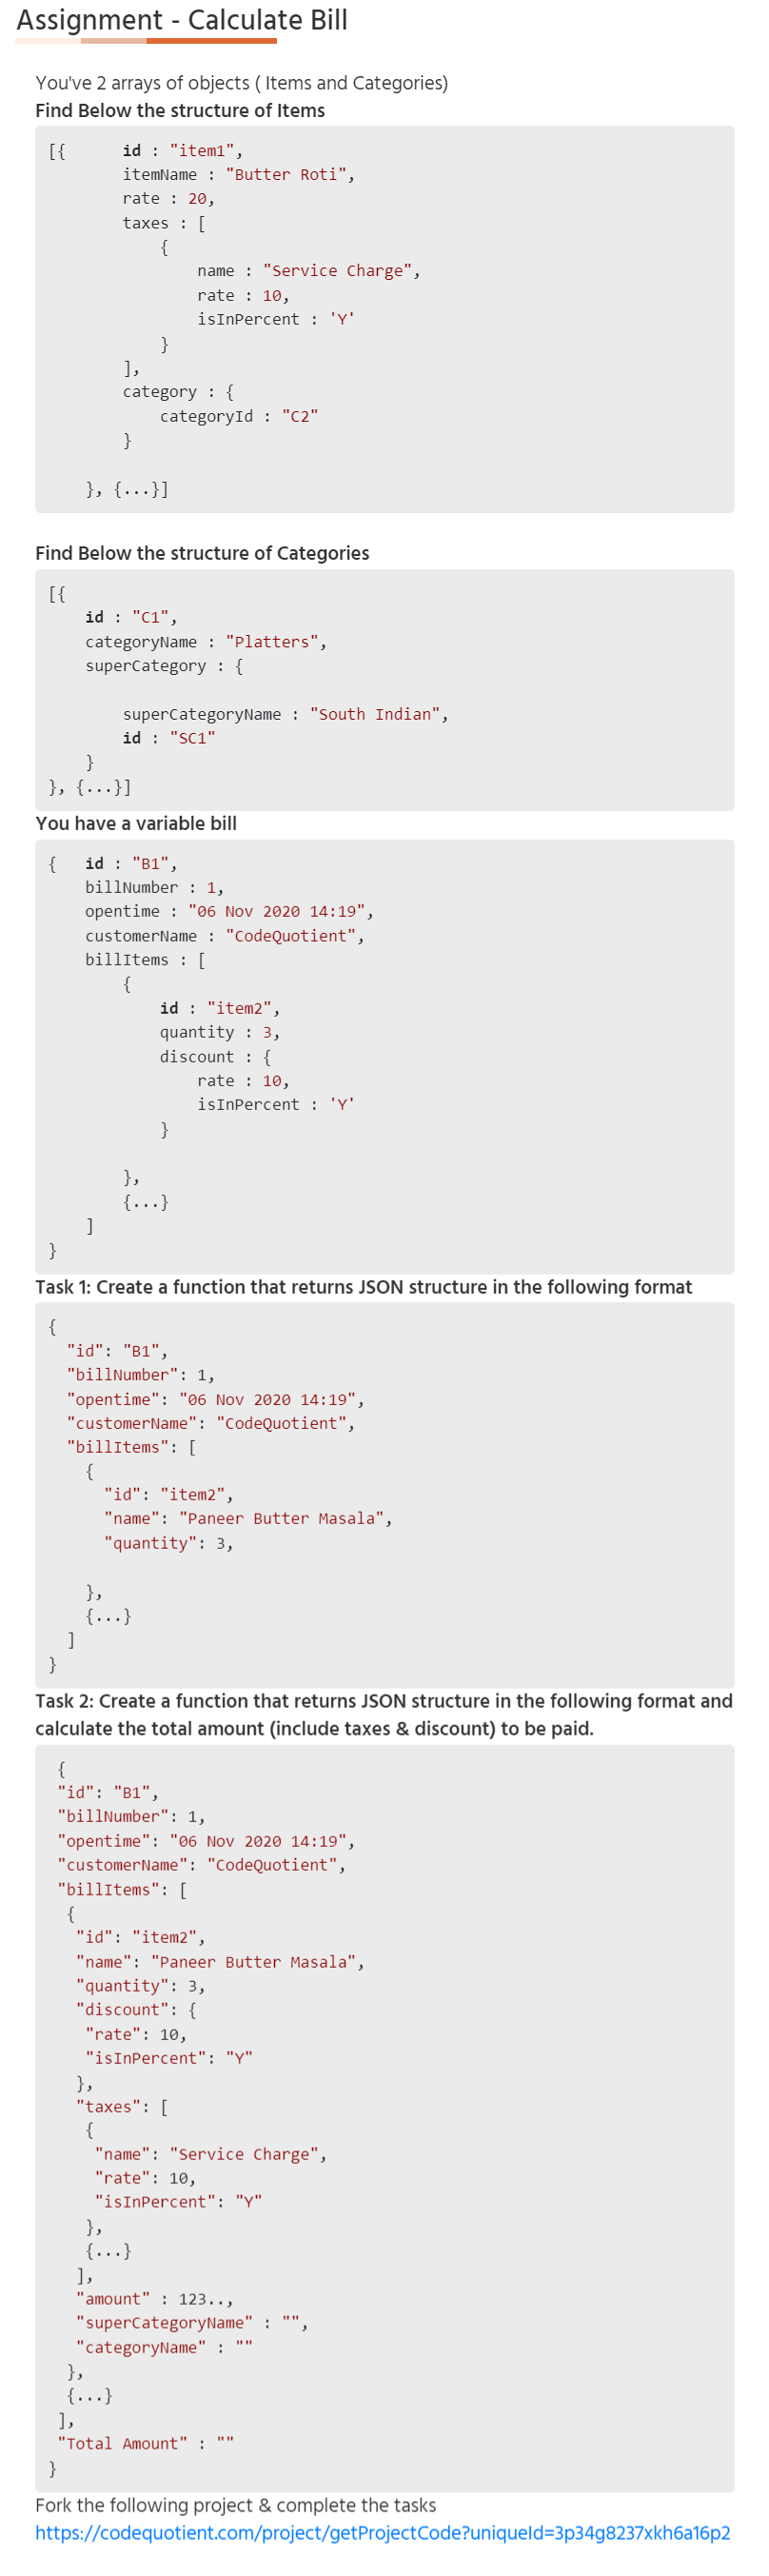 Assignment - Calculate Bill
You've 2 arrays of objects ( Items and Categories)
Find Below the structure of Items
[{      id : "item1",
        itemName : "Butter Roti",
        rate : 20,
        taxes : [
            {
                name : "Service Charge",
                rate : 10,
                isInPercent : 'Y'
            }
        ],
        category : {
            categoryId : "C2"
        }
    }, {...}]
Find Below the structure of Categories
[{
    id : "C1",
    categoryName : "Platters",
    superCategory : {
        superCategoryName : "South Indian",
        id : "SC1"
    }
}, {...}]
You have a variable bill
{   id : "B1",
    billNumber : 1,
    opentime : "06 Nov 2020 14:19",
    customerName : "CodeQuotient",
    billItems : [
        {
            id : "item2",
            quantity : 3,
            discount : {
                rate : 10,
                isInPercent : 'Y'
            }
        },
        {...}
    ]
}
Task 1: Create a function that returns JSON structure in the following format
{
  "id": "B1",
  "billNumber": 1,
  "opentime": "06 Nov 2020 14:19",
  "customerName": "CodeQuotient",
  "billItems": [
    {
      "id": "item2",
      "name": "Paneer Butter Masala",
      "quantity": 3,
    },
    {...}
  ]
}
Task 2: Create a function that returns JSON structure in the following format and
calculate the total amount (include taxes & discount) to be paid.
 {
 "id": "B1",
 "billNumber": 1,
 "opentime": "06 Nov 2020 14:19",
 "customerName": "CodeQuotient",
 "billItems": [
  {
   "id": "item2",
   "name": "Paneer Butter Masala",
   "quantity": 3,
   "discount": {
    "rate": 10,
    "isInPercent": "Y"
   },
   "taxes": [
    {
     "name": "Service Charge",
     "rate": 10,
     "isInPercent": "Y"
    },
    {...}
   ],
   "amount" : 123..,
   "superCategoryName" : "",
   "categoryName" : ""
  },
  {...}
 ],
 "Total Amount" : ""
}
Fork the following project & complete the tasks
https://codequotient.com/project/getProjectCode?uniqueId=3p34g8237xkh6a16p2